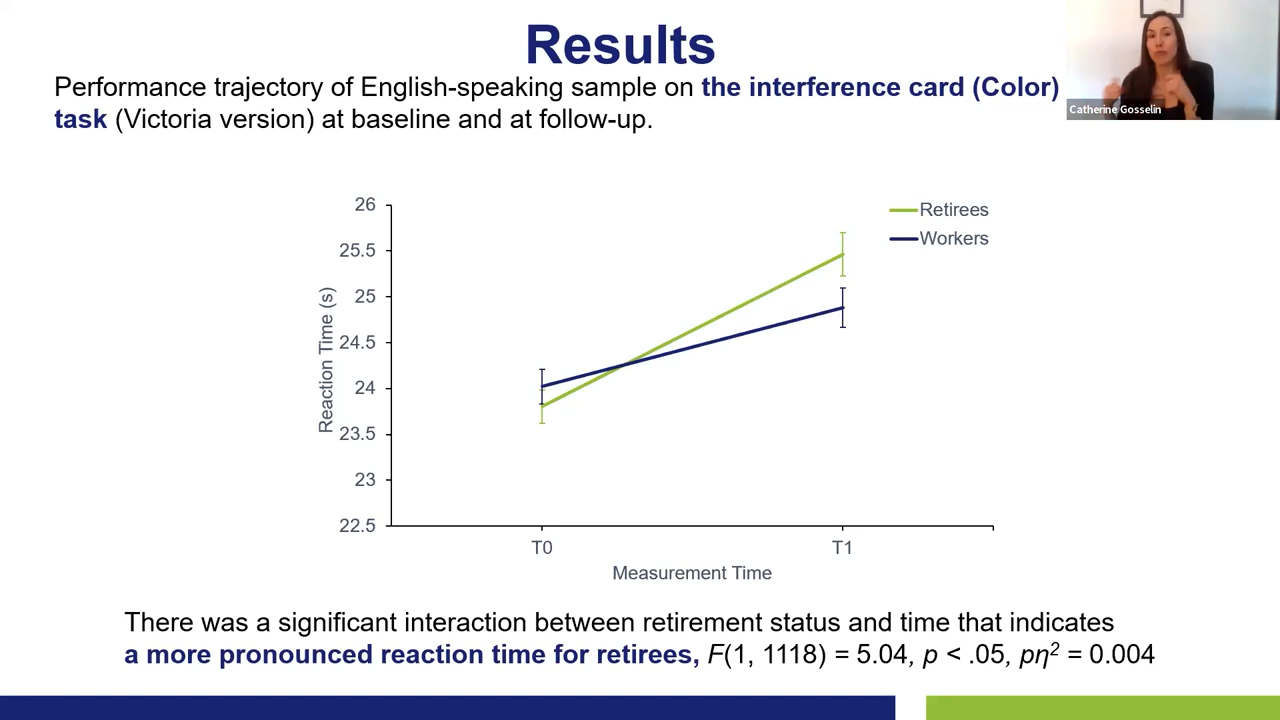 Results
Performance trajectory of English-speaking sample on the interference card (Color)
task (Victoria version) at baseline and at follow-up.
Catherine Gosselin
26
25.5
25
24.5
24
23.5
23
22.5
Reaction Time (s)
T0
T1
Measurement Time
Retirees
Workers
There was a significant interaction between retirement status and time that indicates
a more pronounced reaction time for retirees, F(1, 1118) = 5.04, p < .05, pη² = 0.004